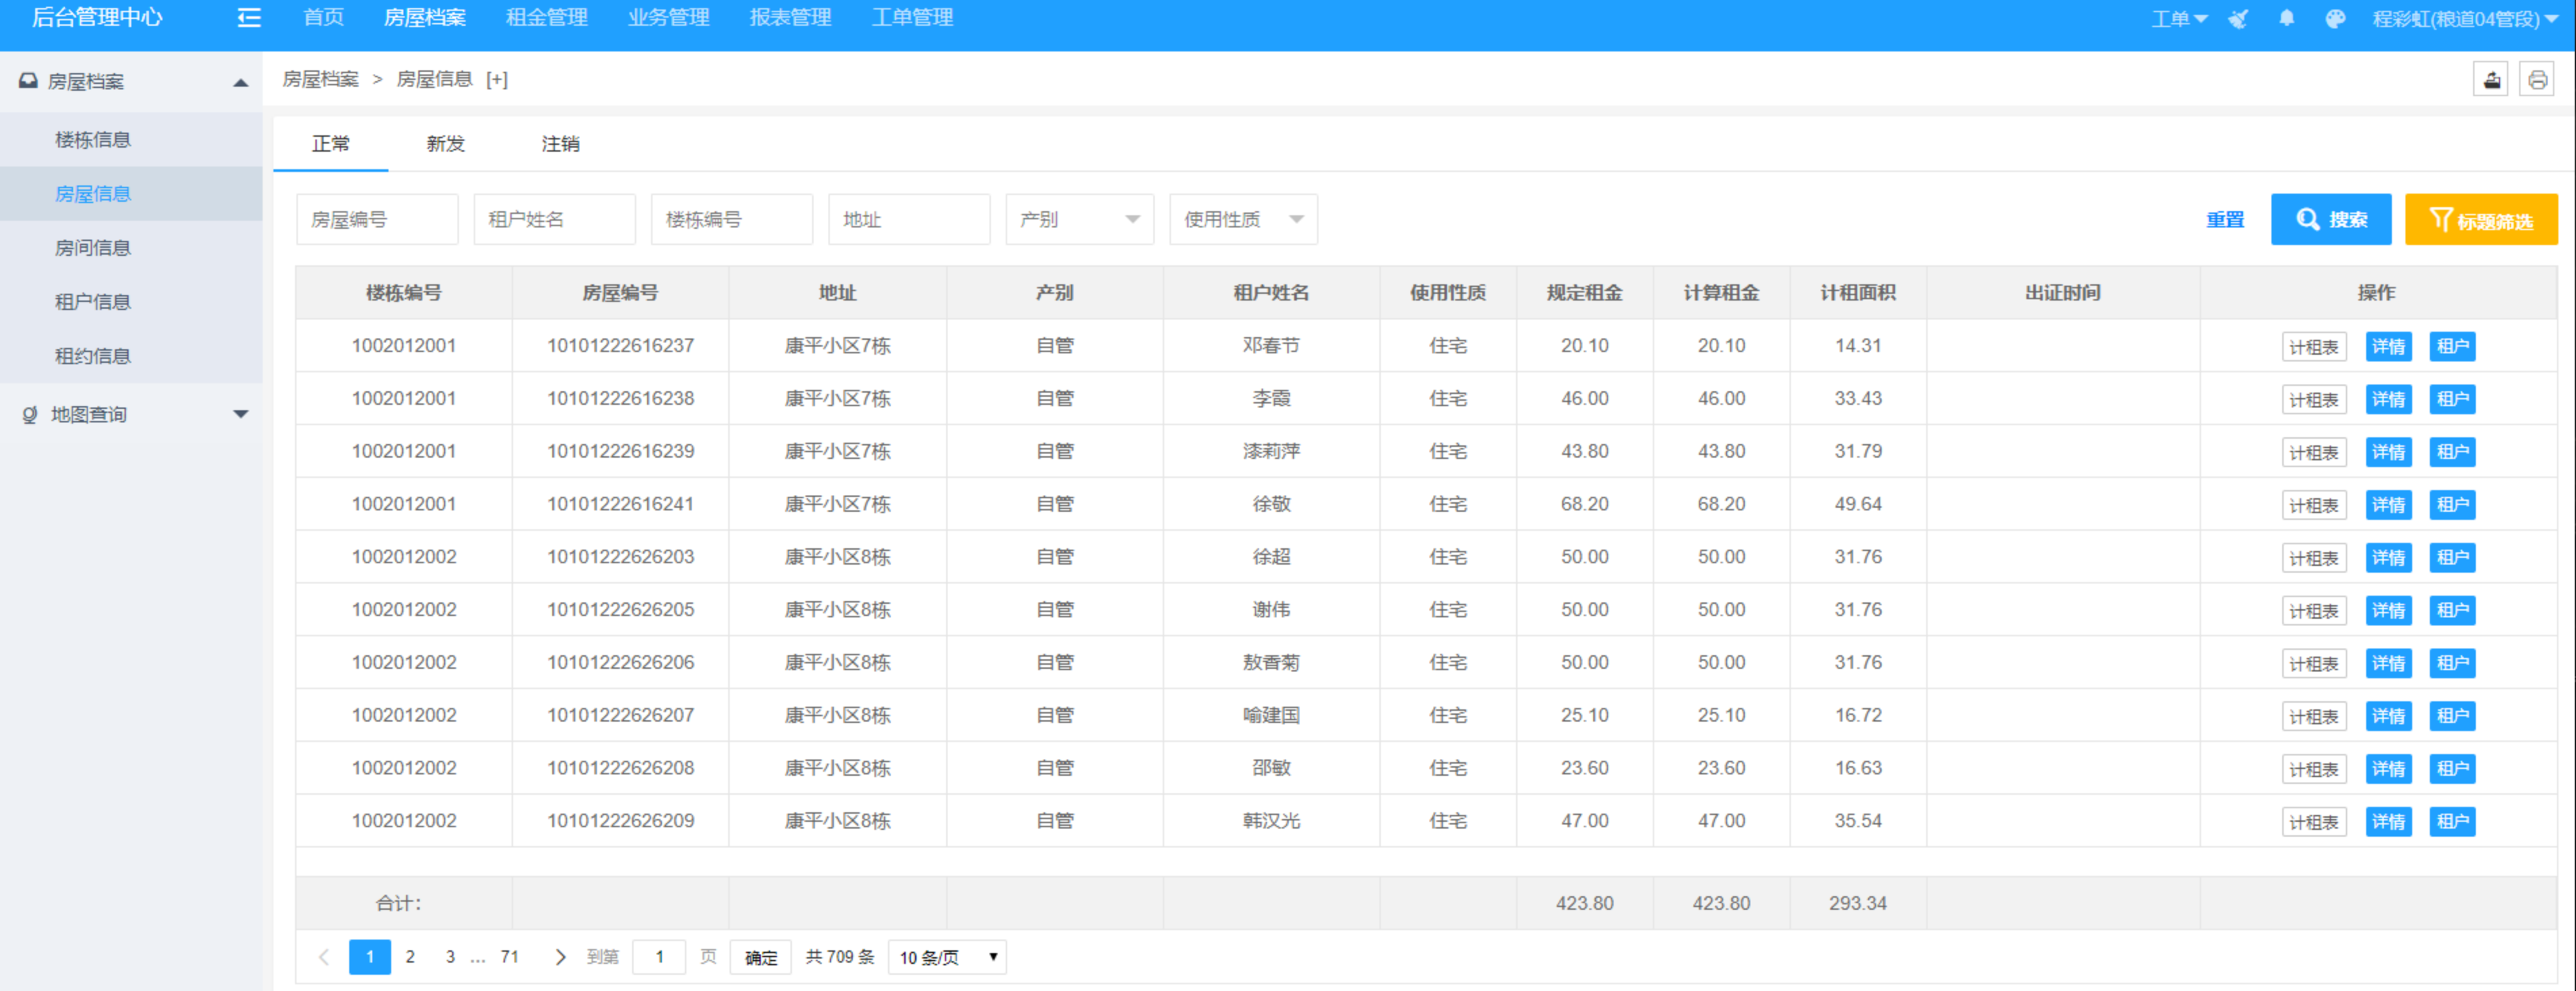 后台管理中心 首页 房屋档案 租金管理 业务管理 报表管理 工单管理 工单 程彩虹(粮道04管段)
房屋档案
楼栋信息
房屋信息
房间信息
租户信息
租约信息
地图查询
房屋档案 > 房屋信息 [+]
正常 新发 注销
房屋编号 租户姓名 楼栋编号 地址 产别 使用性质 重置 搜索 标题筛选
楼栋编号 房屋编号 地址 产别 租户姓名 使用性质 规定租金 计算租金 计租面积 出证时间 操作
1002012001 10101222616237 康平小区7栋 自管 邓春节 住宅 20.10 20.10 14.31 计租表 详情 租户
1002012001 10101222616238 康平小区7栋 自管 李霞 住宅 46.00 46.00 33.43 计租表 详情 租户
1002012001 10101222616239 康平小区7栋 自管 漆莉萍 住宅 43.80 43.80 31.79 计租表 详情 租户
1002012001 10101222616241 康平小区7栋 自管 徐敬 住宅 68.20 68.20 49.64 计租表 详情 租户
1002012002 10101222626203 康平小区8栋 自管 徐超 住宅 50.00 50.00 31.76 计租表 详情 租户
1002012002 10101222626205 康平小区8栋 自管 谢伟 住宅 50.00 50.00 31.76 计租表 详情 租户
1002012002 10101222626206 康平小区8栋 自管 敖香菊 住宅 50.00 50.00 31.76 计租表 详情 租户
1002012002 10101222626207 康平小区8栋 自管 喻建国 住宅 25.10 25.10 16.72 计租表 详情 租户
1002012002 10101222626208 康平小区8栋 自管 邵敏 住宅 23.60 23.60 16.63 计租表 详情 租户
1002012002 10101222626209 康平小区8栋 自管 韩汉光 住宅 47.00 47.00 35.54 计租表 详情 租户
合计: 423.80 423.80 293.34
1 2 3 ... 71 到第 1 页 确定 共 709 条 10 条/页